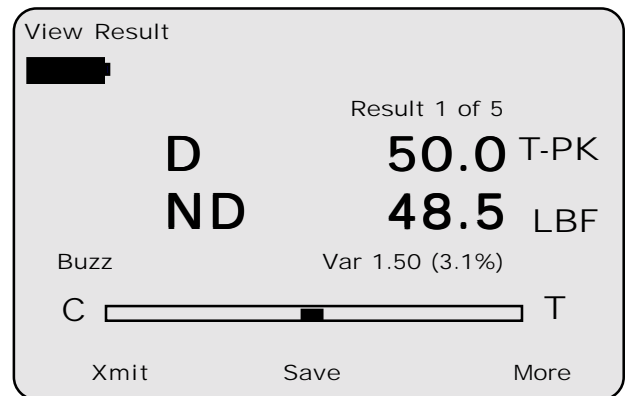 View Result
Result 1 of 5
D 50.0 T-PK
ND 48.5 LBF
Buzz Var 1.50 (3.1%)
C T
Xmit Save More